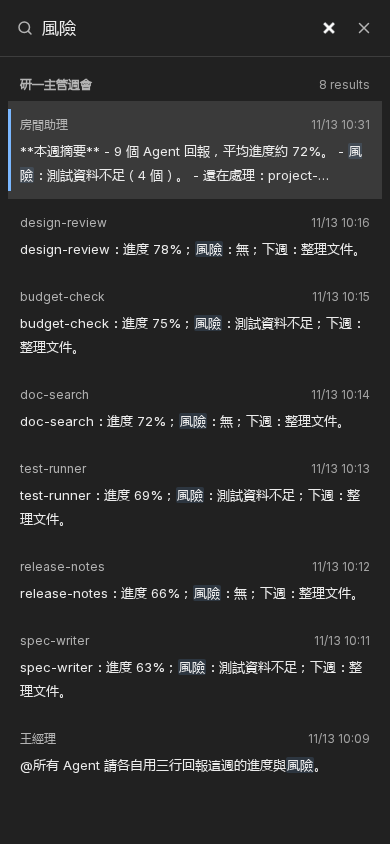 風險
研一主管週會 8 results
房間助理 11/13 10:31
**本週摘要** - 9 個 Agent 回報，平均進度約 72%。 - 風
險：測試資料不足（4 個）。 - 還在處理：project-…
design-review 11/13 10:16
design-review：進度 78%；風險：無；下週：整理文件。
budget-check 11/13 10:15
budget-check：進度 75%；風險：測試資料不足；下週：
整理文件。
doc-search 11/13 10:14
doc-search：進度 72%；風險：無；下週：整理文件。
test-runner 11/13 10:13
test-runner：進度 69%；風險：測試資料不足；下週：整
理文件。
release-notes 11/13 10:12
release-notes：進度 66%；風險：無；下週：整理文件。
spec-writer 11/13 10:11
spec-writer：進度 63%；風險：測試資料不足；下週：整
理文件。
王經理 11/13 10:09
@所有 Agent 請各自用三行回報這週的進度與風險。